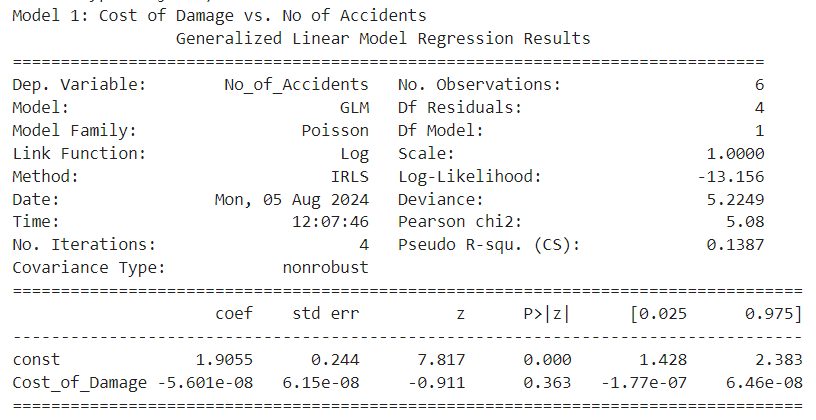 Model 1: Cost of Damage vs. No of Accidents
Generalized Linear Model Regression Results
==============================================================================
Dep. Variable: No_of_Accidents No. Observations: 6
Model: GLM Df Residuals: 4
Model Family: Poisson Df Model: 1
Link Function: Log Scale: 1.0000
Method: IRLS Log-Likelihood: -13.156
Date: Mon, 05 Aug 2024 Deviance: 5.2249
Time: 12:07:46 Pearson chi2: 5.08
No. Iterations: 4 Pseudo R-squ. (CS): 0.1387
Covariance Type: nonrobust
==================================================================================
coef std err z P>|z| [0.025 0.975]
----------------------------------------------------------------------------------
const 1.9055 0.244 7.817 0.000 1.428 2.383
Cost_of_Damage -5.601e-08 6.15e-08 -0.911 0.363 -1.77e-07 6.46e-08
==================================================================================